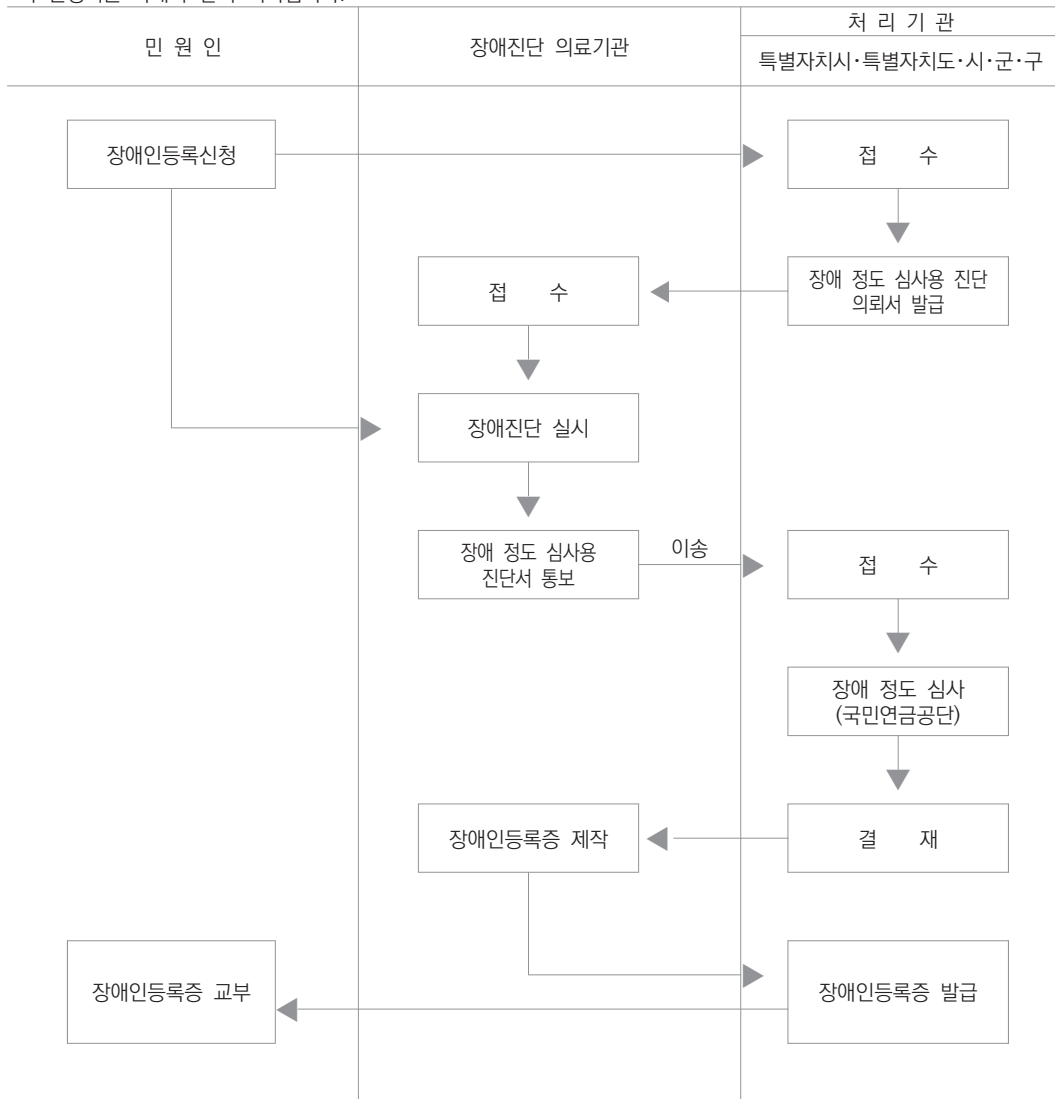 민 원 인
장애진단 의료기관
처 리 기 관
특별자치시·특별자치도·시·군·구
장애인등록신청
접 수
접 수
장애 정도 심사용 진단
의뢰서 발급
장애진단 실시
장애 정도 심사용
진단서 통보
이송
접 수
장애 정도 심사
(국민연금공단)
장애인등록증 제작
결 재
장애인등록증 교부
장애인등록증 발급